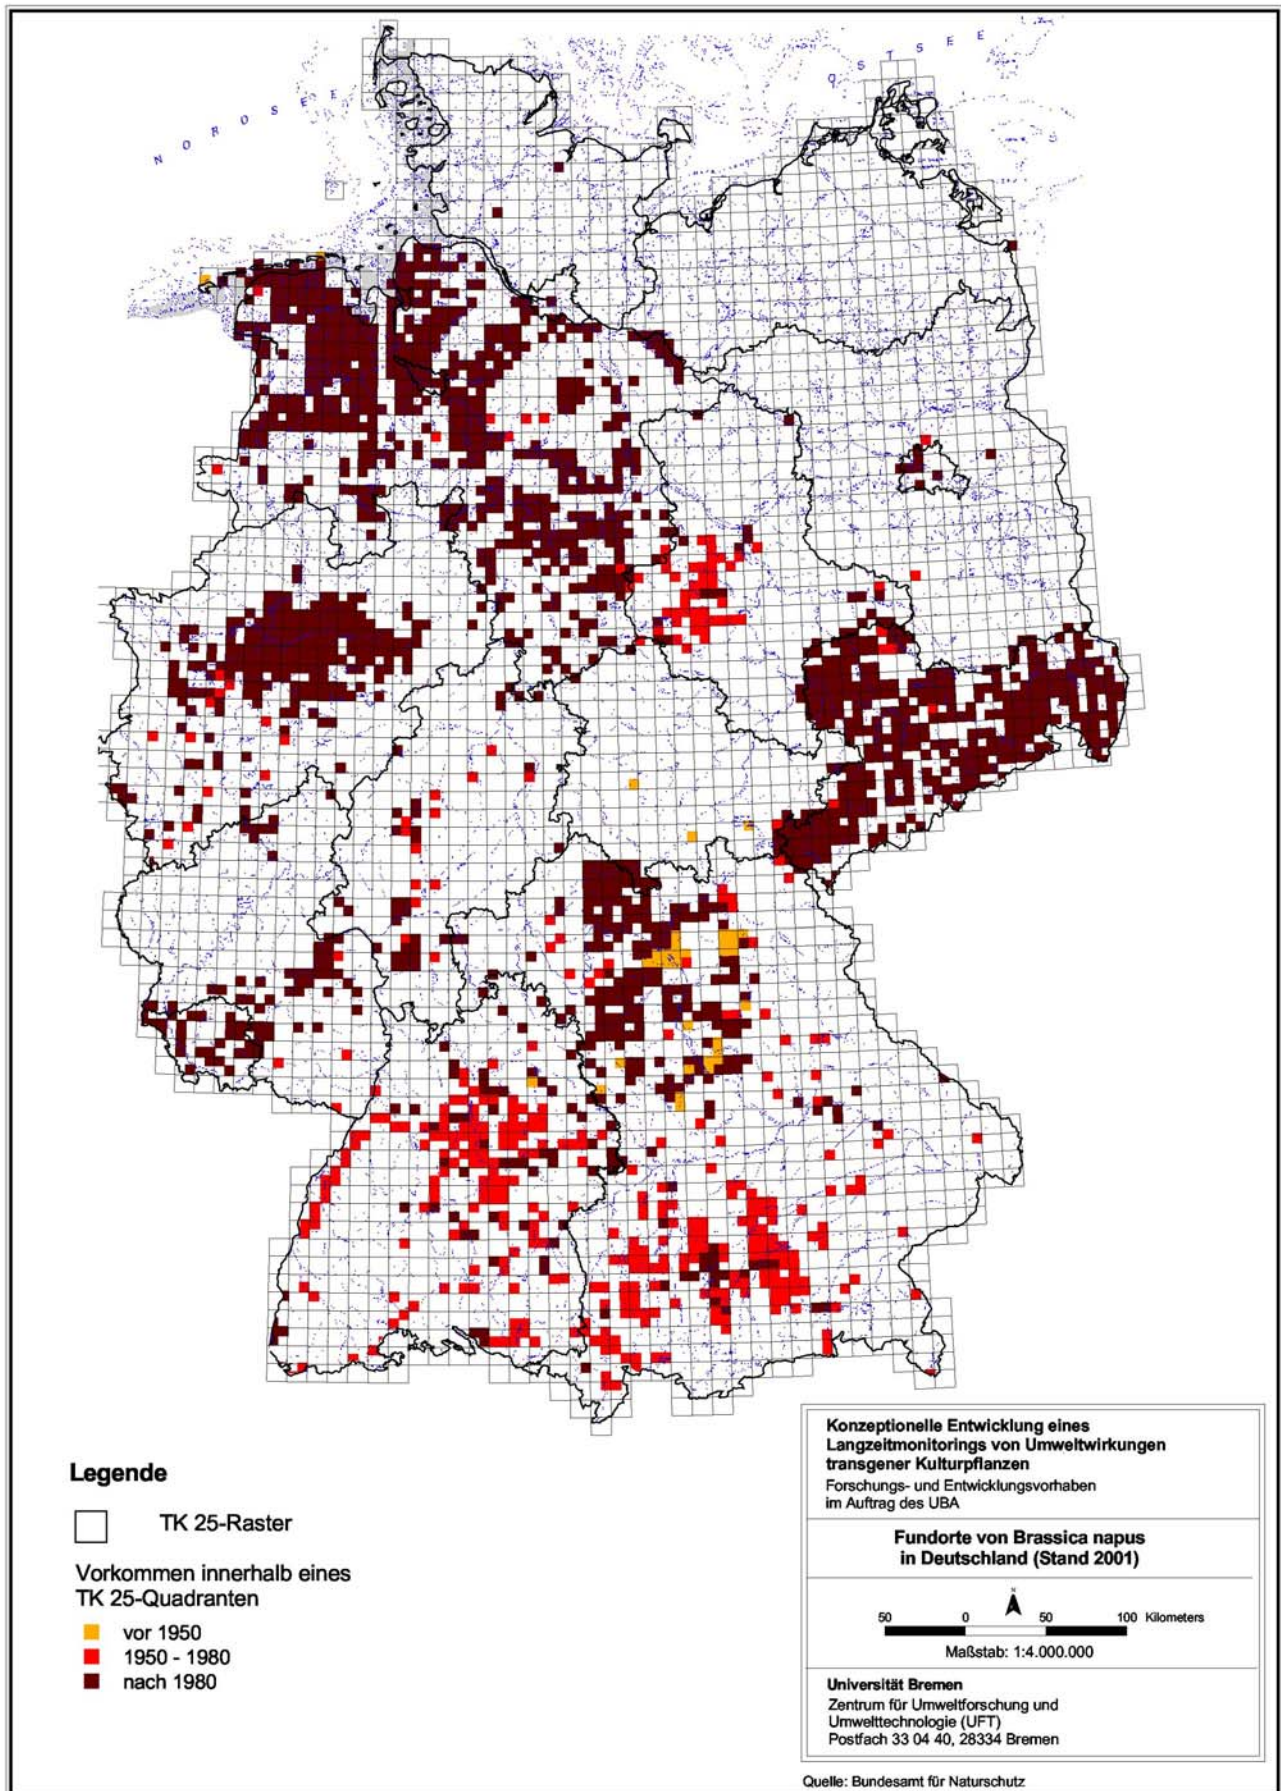 N O R D S E E
O S T S E E
Legende
TK 25-Raster
Vorkommen innerhalb eines
TK 25-Quadranten
vor 1950
1950 - 1980
nach 1980
Konzeptionelle Entwicklung eines
Langzeitmonitorings von Umweltwirkungen
transgener Kulturpflanzen
Forschungs- und Entwicklungsvorhaben
im Auftrag des UBA
Fundorte von Brassica napus
in Deutschland (Stand 2001)
N
50 0 50 100 Kilometers
Maßstab: 1:4.000.000
Universität Bremen
Zentrum für Umweltforschung und
Umwelttechnologie (UFT)
Postfach 33 04 40, 28334 Bremen
Quelle: Bundesamt für Naturschutz